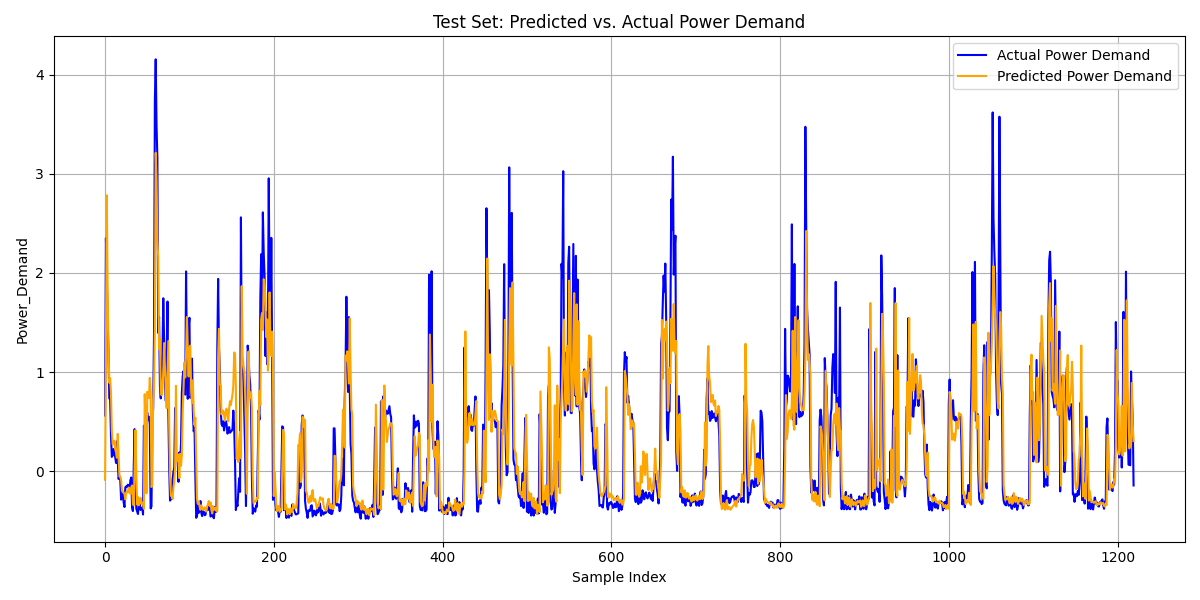 Test Set: Predicted vs. Actual Power Demand
Actual Power Demand
Predicted Power Demand
Power_Demand
4
3
2
1
0
0 200 400 600 800 1000 1200
Sample Index